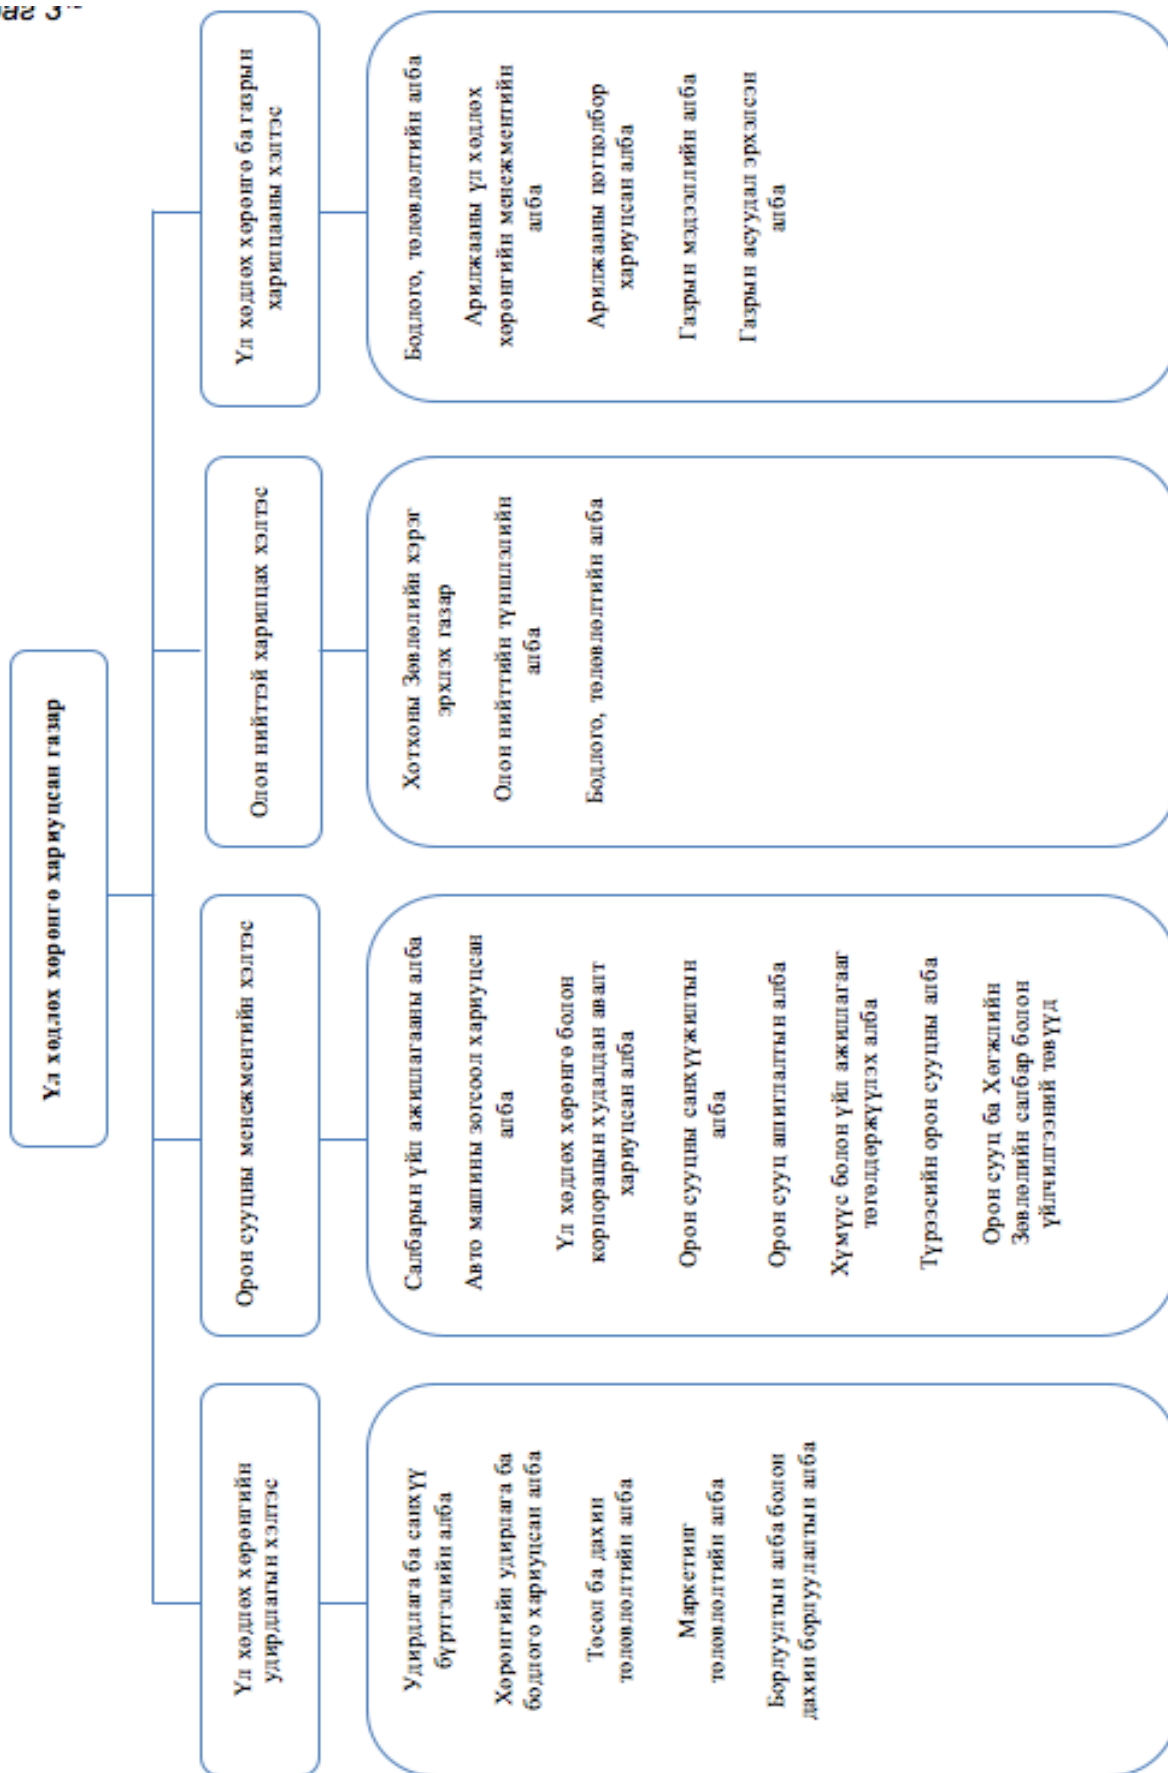 Үл хөдлөх хөрөнгө хариуцсан газар
Үл хөдлөх хөрөнгийн
удирдлагын хэлтэс
Удирдлага ба санхүү
бүртгэлийн алба
Хөрөнгийн удирлага ба
бодлого хариуцсан алба
Төсөл ба дахин
төлөвлөлтийн алба
Маркетинг
төлөвлөлтийн алба
Борлуултын алба болон
дахин борлуулалтын алба
Орон сууцны менежментийн хэлтэс
Салбарын үйл ажиллагааны алба
Авто машины зогсоол хариуцсан
алба
Үл хөдлөх хөрөнгө болон
корпорацын худалдан авалт
хариуцсан алба
Орон сууцны санхүүжилтын
алба
Орон сууц ашиглалтын алба
Хүмүүс болон үйл ажиллагааг
төгөлдөржүүлэх алба
Түрээсийн орон сууцны алба
Орон сууц ба Хөгжлийн
Зөвлөлийн салбар болон
үйлчилгээний төвүүд
Олон нийттэй харилцах хэлтэс
Хотхоны Зөвлөлийн хэрэг
эрхлэх газар
Олон нийтийн түншлэлийн
алба
Бодлого, төлөвлөлтийн алба
Үл хөдлөх хөрөнгө ба газрын
харилцааны хэлтэс
Бодлого, төлөвлөлтийн алба
Арилжааны үл хөдлөх
хөрөнгийн менежментийн
алба
Арилжааны цогцолбор
хариуцсан алба
Газрын мэдээллийн алба
Газрын асуудал эрхэлсэн
алба